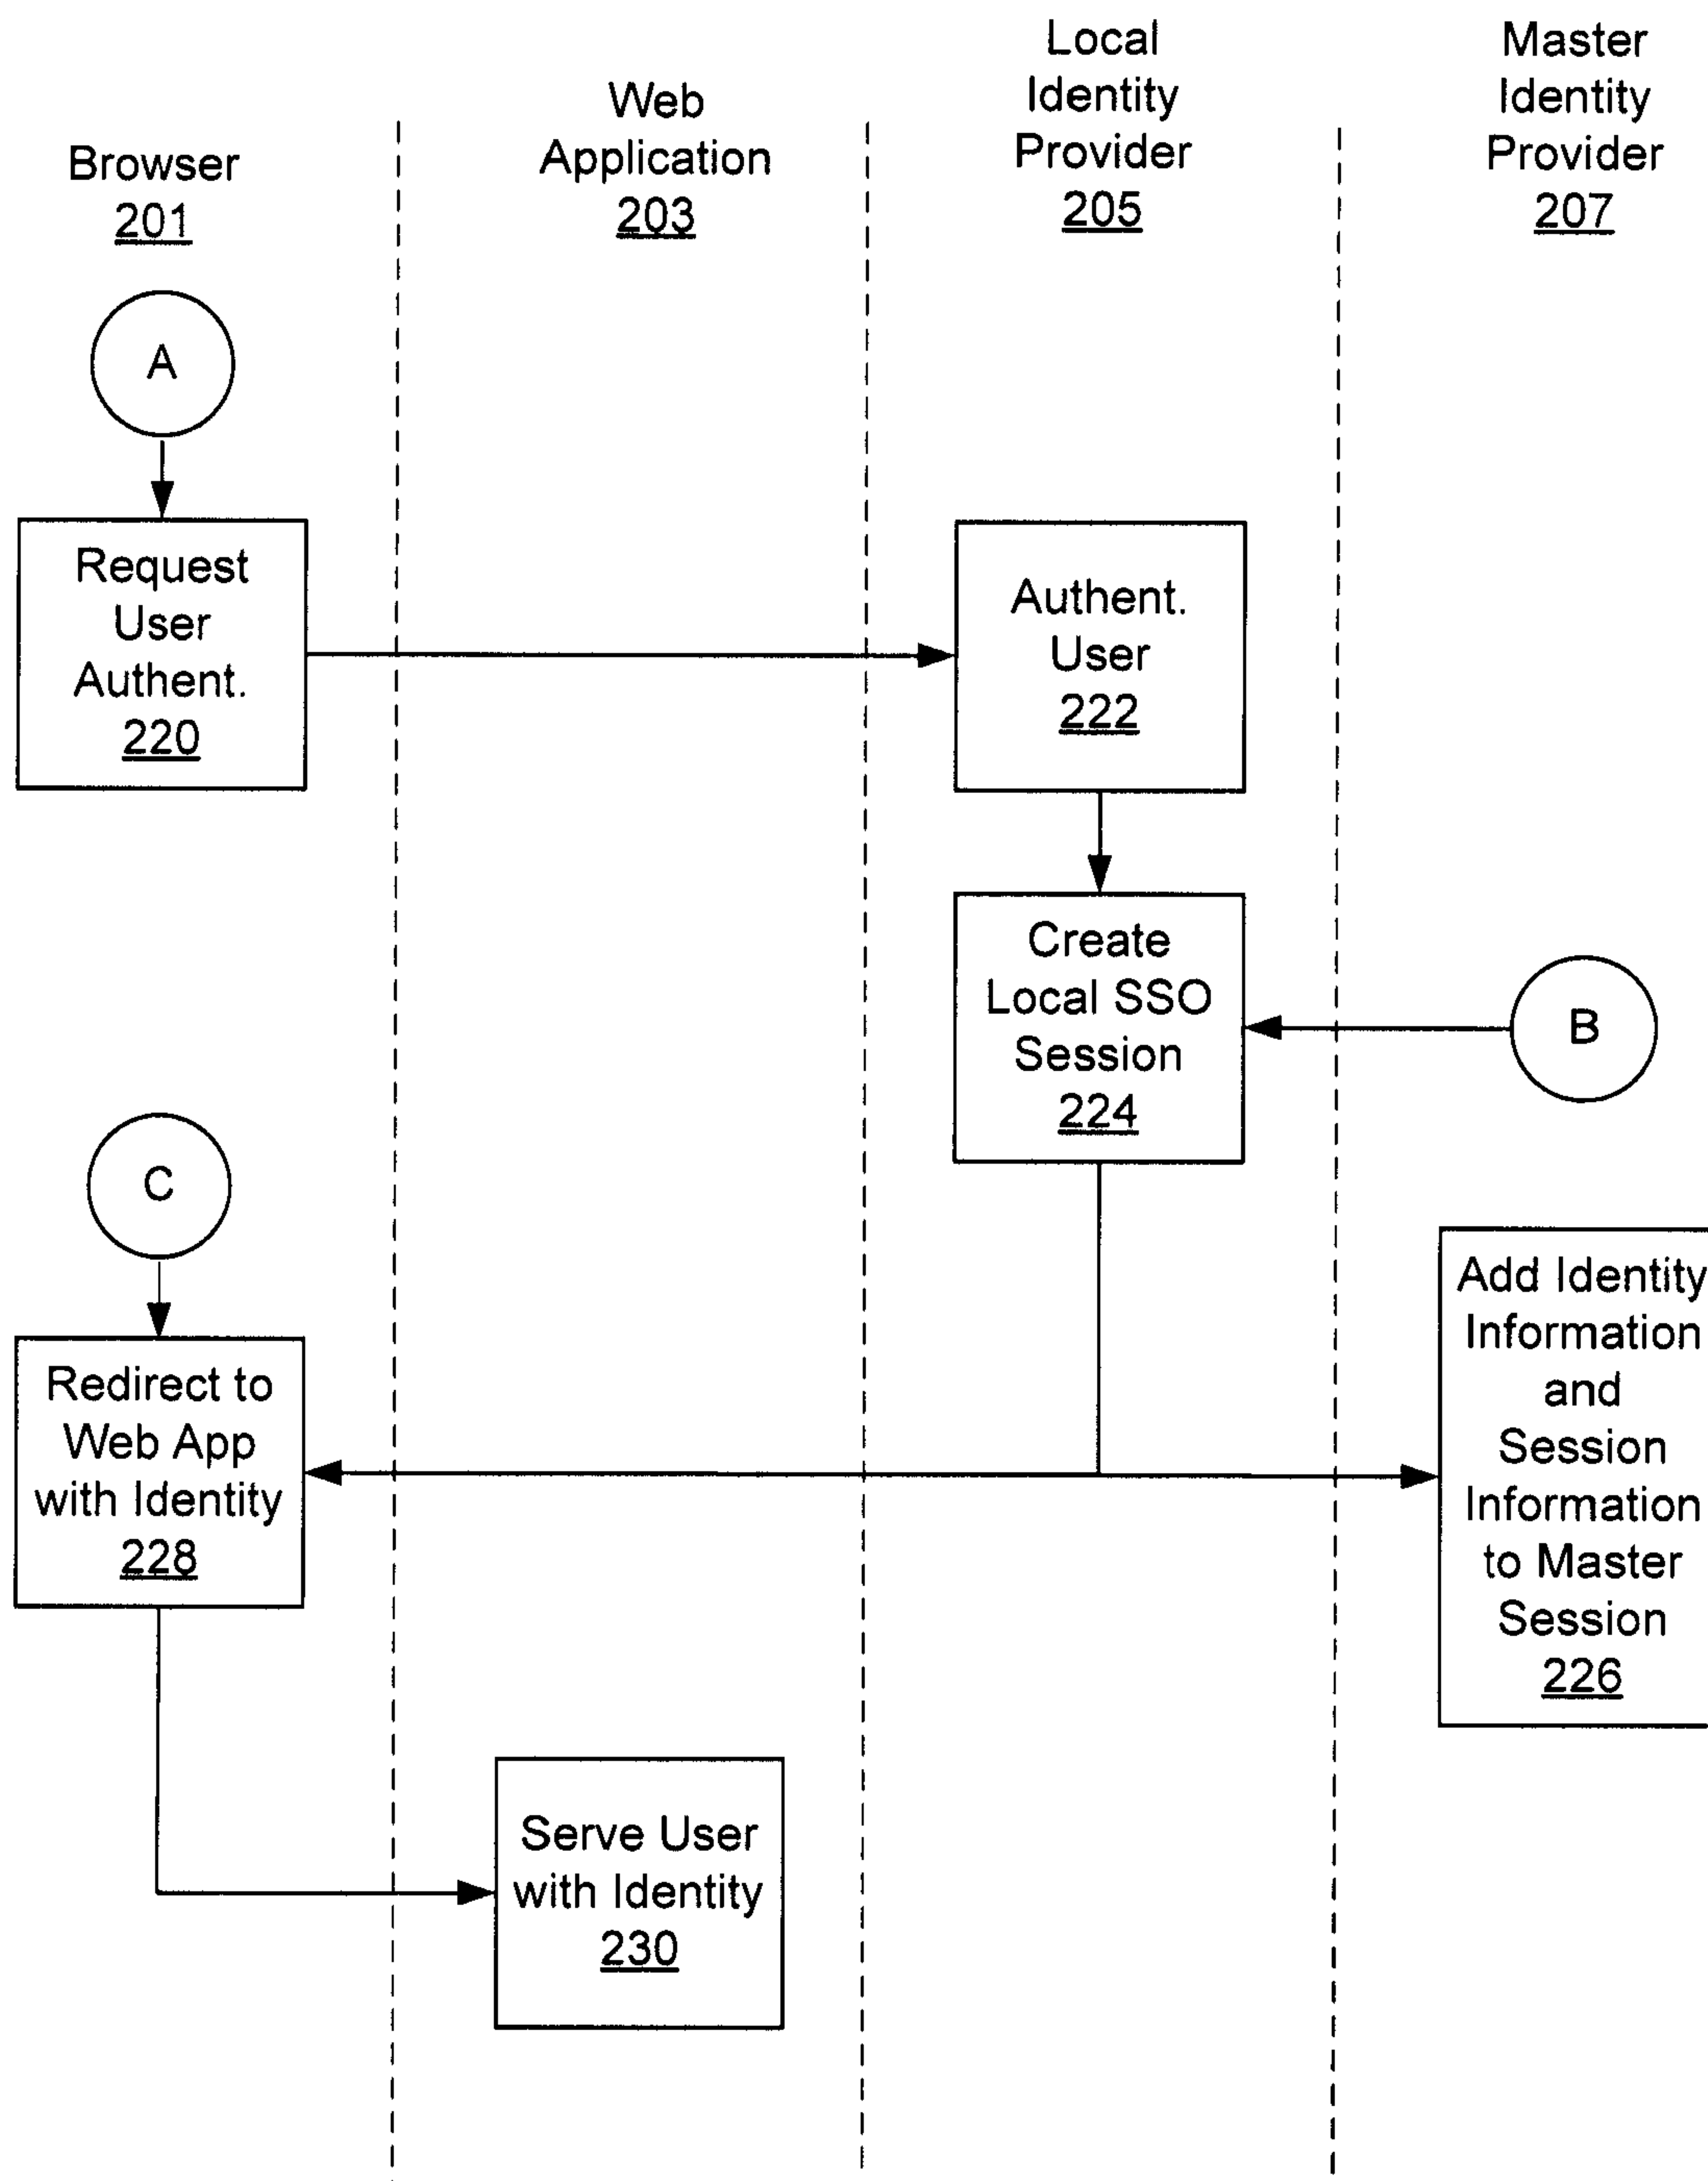 Browser
201
Web
Application
203
Local
Identity
Provider
205
Master
Identity
Provider
207
A
Request
User
Authent.
220
Authent.
User
222
Create
Local SSO
Session
224
B
C
Redirect to
Web App
with Identity
228
Add Identity
Information
and
Session
Information
to Master
Session
226
Serve User
with Identity
230